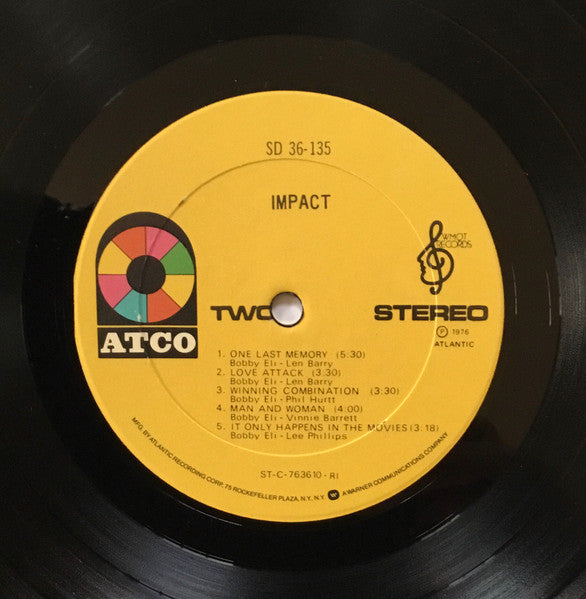 SD 36-135
IMPACT
WMOT
RECORDS
ATCO
TWO
STEREO
Ⓟ 1976
ATLANTIC
1. ONE LAST MEMORY (5:30)
Bobby Eli - Len Barry
2. LOVE ATTACK (3:30)
Bobby Eli - Len Barry
3. WINNING COMBINATION (3:30)
Bobby Eli - Phil Hurtt
4. MAN AND WOMAN (4:00)
Bobby Eli - Vinnie Barrett
5. IT ONLY HAPPENS IN THE MOVIES (3:18)
Bobby Eli - Lee Phillips
ST-C-763610 - RI
MFG. BY ATLANTIC RECORDING CORP. 75 ROCKEFELLER PLAZA, N.Y. N.Y. W A WARNER COMMUNICATIONS COMPANY